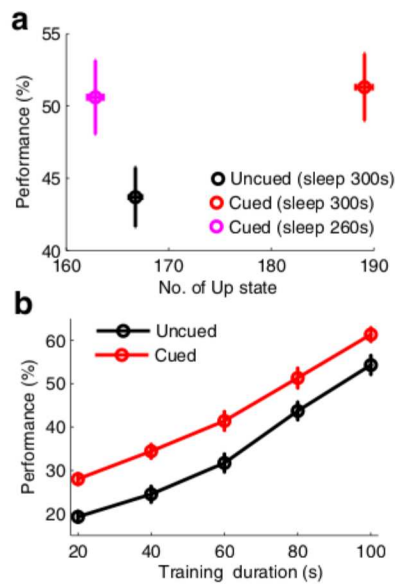 a
55
50
45
40
Performance (%)
Uncued (sleep 300s)
Cued (sleep 300s)
Cued (sleep 260s)
160 170 180 190
No. of Up state
b
60
50
40
30
20
Performance (%)
Uncued
Cued
20 40 60 80 100
Training duration (s)